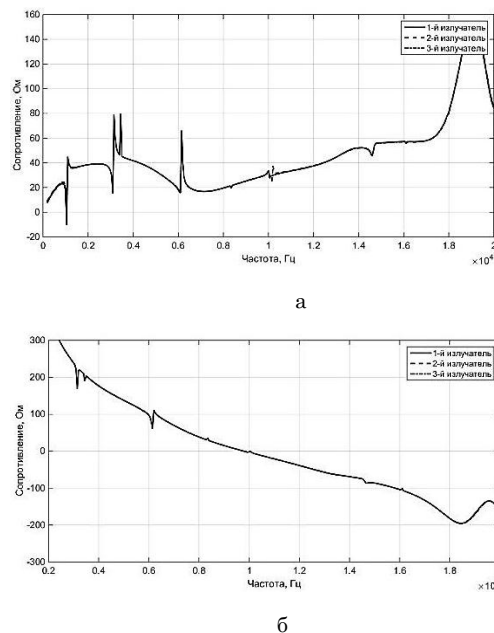 160
140
120
100
80
60
40
20
0
-20
Сопротивление, Ом
1-й излучатель
2-й излучатель
3-й излучатель
0 0.2 0.4 0.6 0.8 1 1.2 1.4 1.6 1.8 2
Частота, Гц
×10⁴
а
300
200
100
0
-100
-200
-300
Сопротивление, Ом
1-й излучатель
2-й излучатель
3-й излучатель
0.2 0.4 0.6 0.8 1 1.2 1.4 1.6 1.8
Частота, Гц
×10
б